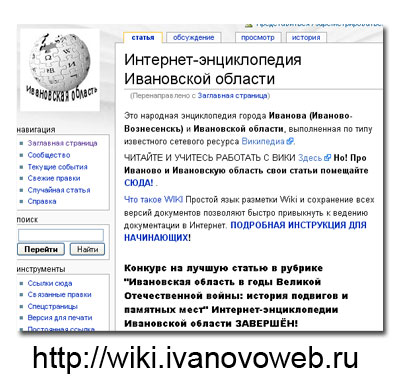 Представиться / зарегистрироваться
статья
обсуждение
просмотр
история
Интернет-энциклопедия
Ивановской области
(Перенаправлено с Заглавная страница)
Это народная энциклопедия города Иванова (Иваново-
Вознесенскъ) и Ивановской области, выполненная по типу
известного сетевого ресурса Википедиа.
ЧИТАЙТЕ И УЧИТЕСЬ РАБОТАТЬ С ВИКИ Здесь Но! Про
Иваново и Ивановскую область свои статьи помещайте
СЮДА! .
Что такое WIKI Простой язык разметки Wiki и сохранение всех
версий документов позволяют быстро привыкнуть к ведению
документации в Интернет. ПОДРОБНАЯ ИНСТРУКЦИЯ ДЛЯ
НАЧИНАЮЩИХ!
Конкурс на лучшую статью в рубрике
"Ивановская область в годы Великой
Отечественной войны: история подвигов и
памятных мест" Интернет-энциклопедии
Ивановской области ЗАВЕРШЁН!
Ивановская область
навигация
Заглавная страница
Сообщество
Текущие события
Свежие правки
Случайная статья
Справка
поиск
Перейти
Найти
инструменты
Ссылки сюда
Связанные правки
Спецстраницы
Версия для печати
Постоянная ссылка
http://wiki.ivanovoweb.ru